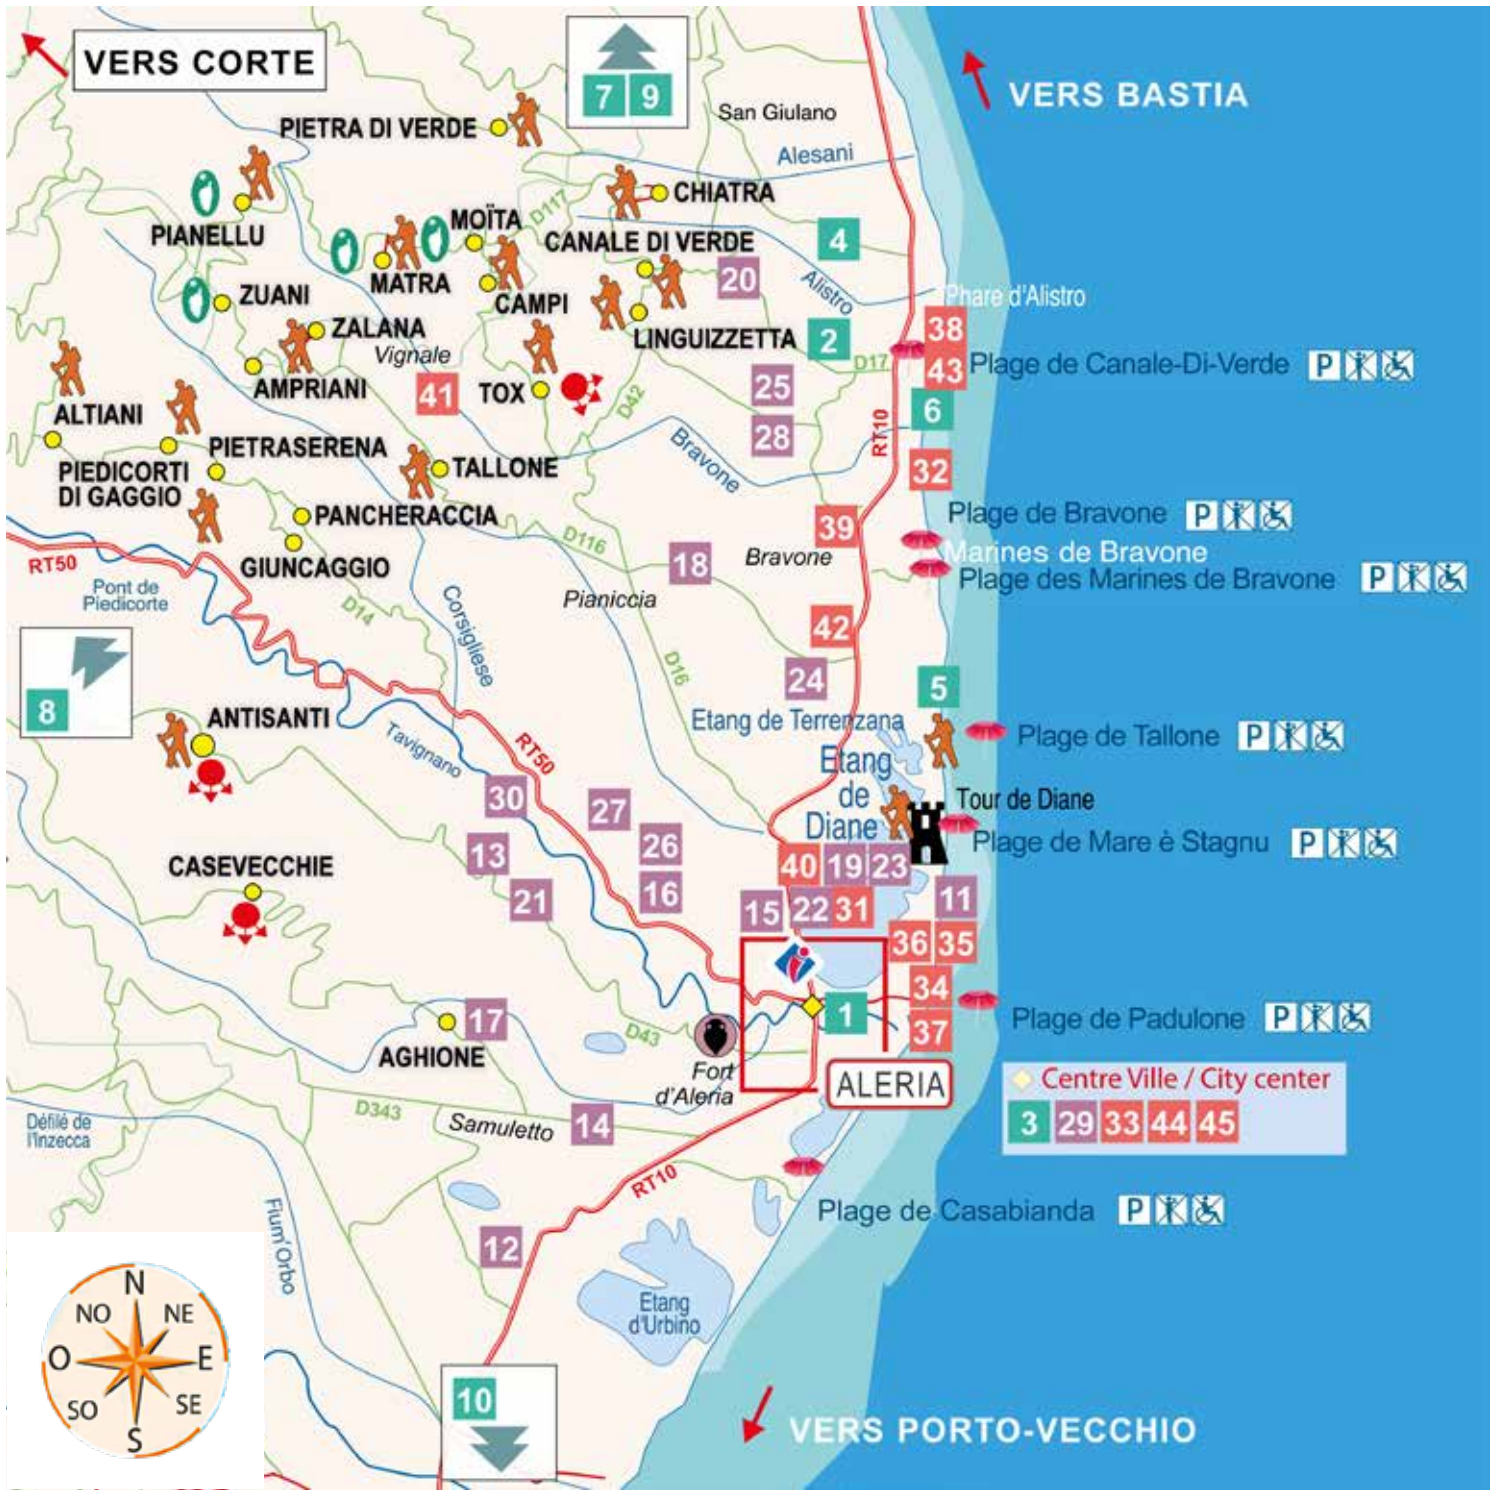 VERS CORTE
7 9
VERS BASTIA
San Giulano
PIETRA DI VERDE
Alesani
CHIATRA
PIANELLU
MOÏTA
D117
CANALE DI VERDE
4
MATRA
20
Alistro
ZUANI
CAMPI
Phare d'Alistro
ZALANA
Vignale
LINGUIZZETTA
2
38
D17
43
Plage de Canale-Di-Verde P
AMPRIANI
41
TOX
D42
25
6
ALTIANI
28
RT10
PIETRASERENA
Bravone
PIEDICORTI
DI GAGGIO
TALLONE
32
PANCHERACCIA
Plage de Bravone P
39
D116
GIUNCAGGIO
18
Bravone
Marines de Bravone
RT50
Plage des Marines de Bravone P
Pont de
Piedicorte
D14
Corsigliese
Pianiccia
42
D16
24
5
8
ANTISANTI
Etang de Terrenzana
Tavignano
RT50
Plage de Tallone P
Etang
de
Diane
30
27
Tour de Diane
13
26
Plage de Mare è Stagnu P
CASEVECCHIE
40 19 23
21
16
15
22 31
11
36 35
34
17
1
Plage de Padulone P
D43
37
AGHIONE
Fort
d'Aleria
ALERIA
Centre Ville / City center
3 29 33 44 45
D343
Samuletto
14
Défilé de
l'Inzecca
RT10
Plage de Casabianda P
Fium'Orbo
12
Etang
d'Urbino
N
NO NE
O E
SO SE
S
10
VERS PORTO-VECCHIO